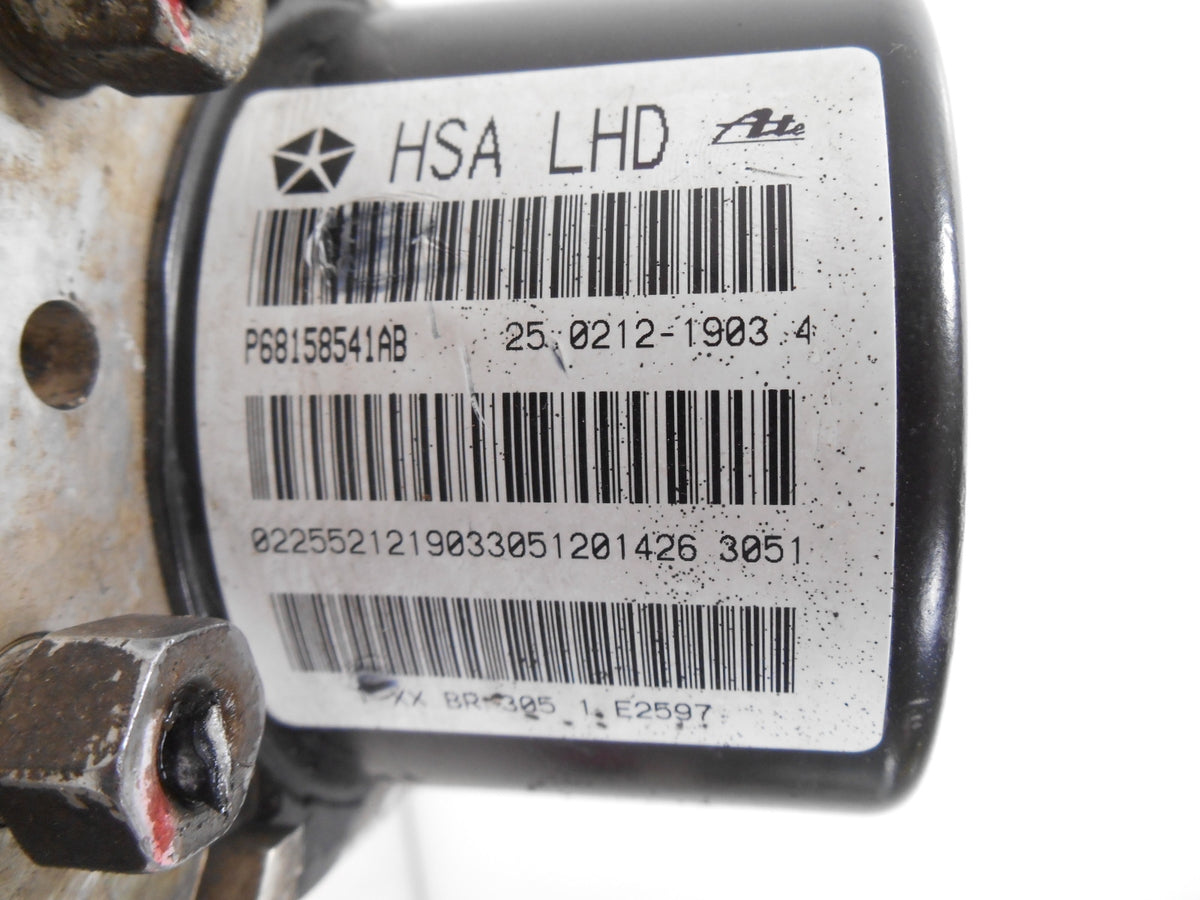 HSA LHD Ate
P68158541AB 25.0212-1903.4
0225521219033051201426 3051
XX BR 305 1 E2597